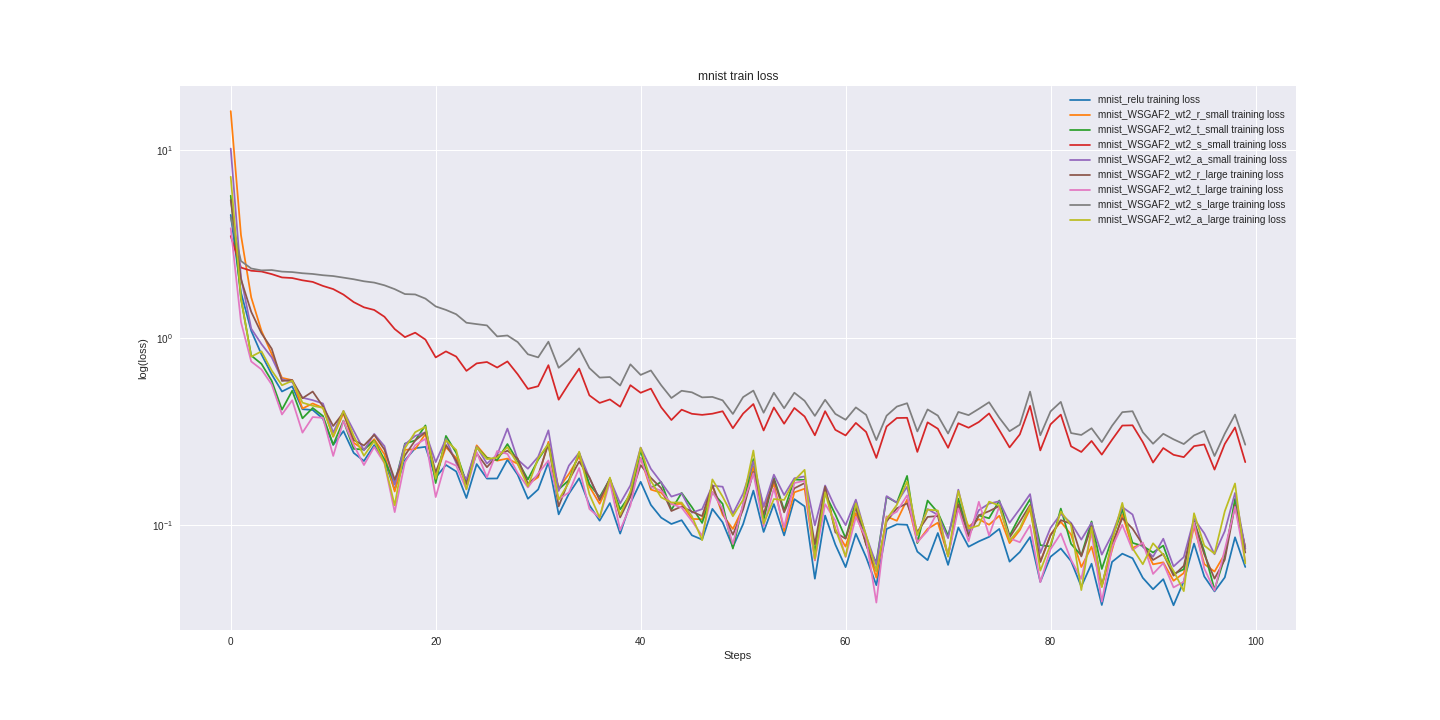 mnist train loss
mnist_relu training loss
mnist_WSGAF2_wt2_r_small training loss
mnist_WSGAF2_wt2_t_small training loss
mnist_WSGAF2_wt2_s_small training loss
mnist_WSGAF2_wt2_a_small training loss
mnist_WSGAF2_wt2_r_large training loss
mnist_WSGAF2_wt2_t_large training loss
mnist_WSGAF2_wt2_s_large training loss
mnist_WSGAF2_wt2_a_large training loss
10¹
10⁰
10⁻¹
log(loss)
0 20 40 60 80 100
Steps